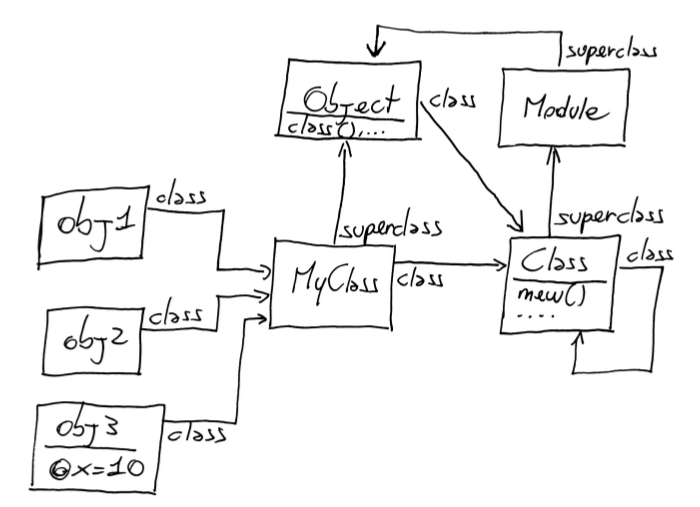 superclass
Object
class(),...
class
Module
class
obj1
superclass
superclass
MyClass
class
Class
new()
....
class
class
obj2
obj3
@x=10
class